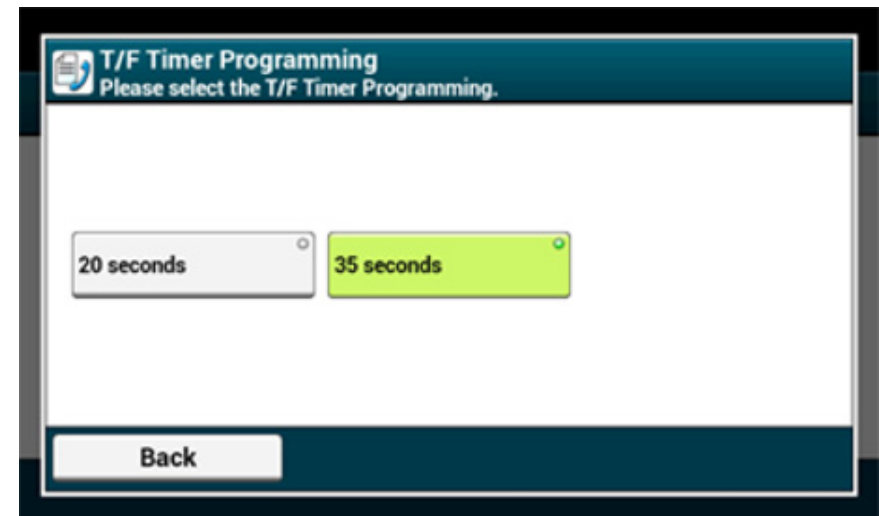 T/F Timer Programming
Please select the T/F Timer Programming.
20 seconds
35 seconds
Back